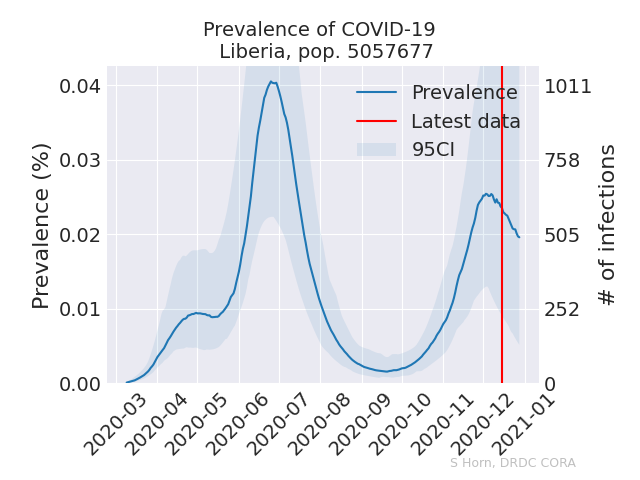 Prevalence of COVID-19
Liberia, pop. 5057677
Prevalence (%)
0.04
0.03
0.02
0.01
0.00
Prevalence
Latest data
95CI
1011
758
505
252
0
# of infections
2020-03
2020-04
2020-05
2020-06
2020-07
2020-08
2020-09
2020-10
2020-11
2020-12
2021-01
S Horn, DRDC CORA